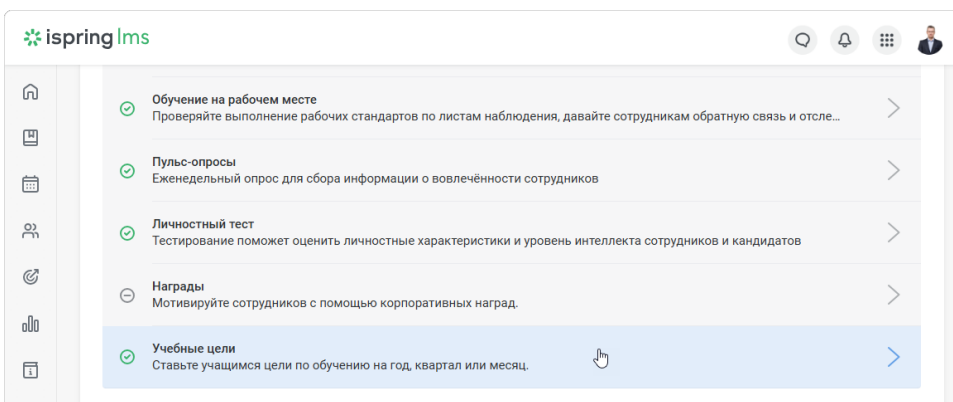 ispring lms
Обучение на рабочем месте
Проверяйте выполнение рабочих стандартов по листам наблюдения, давайте сотрудникам обратную связь и отсле...
Пульс-опросы
Еженедельный опрос для сбора информации о вовлечённости сотрудников
Личностный тест
Тестирование поможет оценить личностные характеристики и уровень интеллекта сотрудников и кандидатов
Награды
Мотивируйте сотрудников с помощью корпоративных наград.
Учебные цели
Ставьте учащимся цели по обучению на год, квартал или месяц.